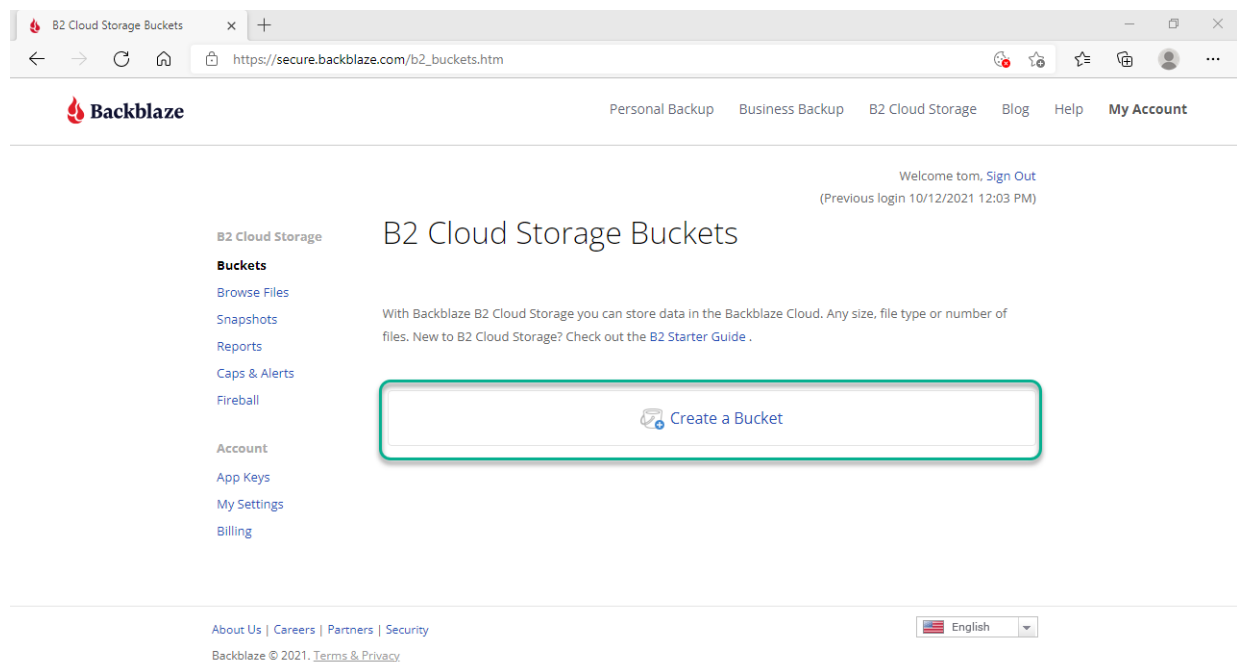 B2 Cloud Storage Buckets
https://secure.backblaze.com/b2_buckets.htm
Backblaze
Personal Backup Business Backup B2 Cloud Storage Blog Help My Account
Welcome tom, Sign Out
(Previous login 10/12/2021 12:03 PM)
B2 Cloud Storage
Buckets
Browse Files
Snapshots
Reports
Caps & Alerts
Fireball
Account
App Keys
My Settings
Billing
B2 Cloud Storage Buckets
With Backblaze B2 Cloud Storage you can store data in the Backblaze Cloud. Any size, file type or number of
files. New to B2 Cloud Storage? Check out the B2 Starter Guide .
Create a Bucket
About Us | Careers | Partners | Security
English
Backblaze © 2021. Terms & Privacy